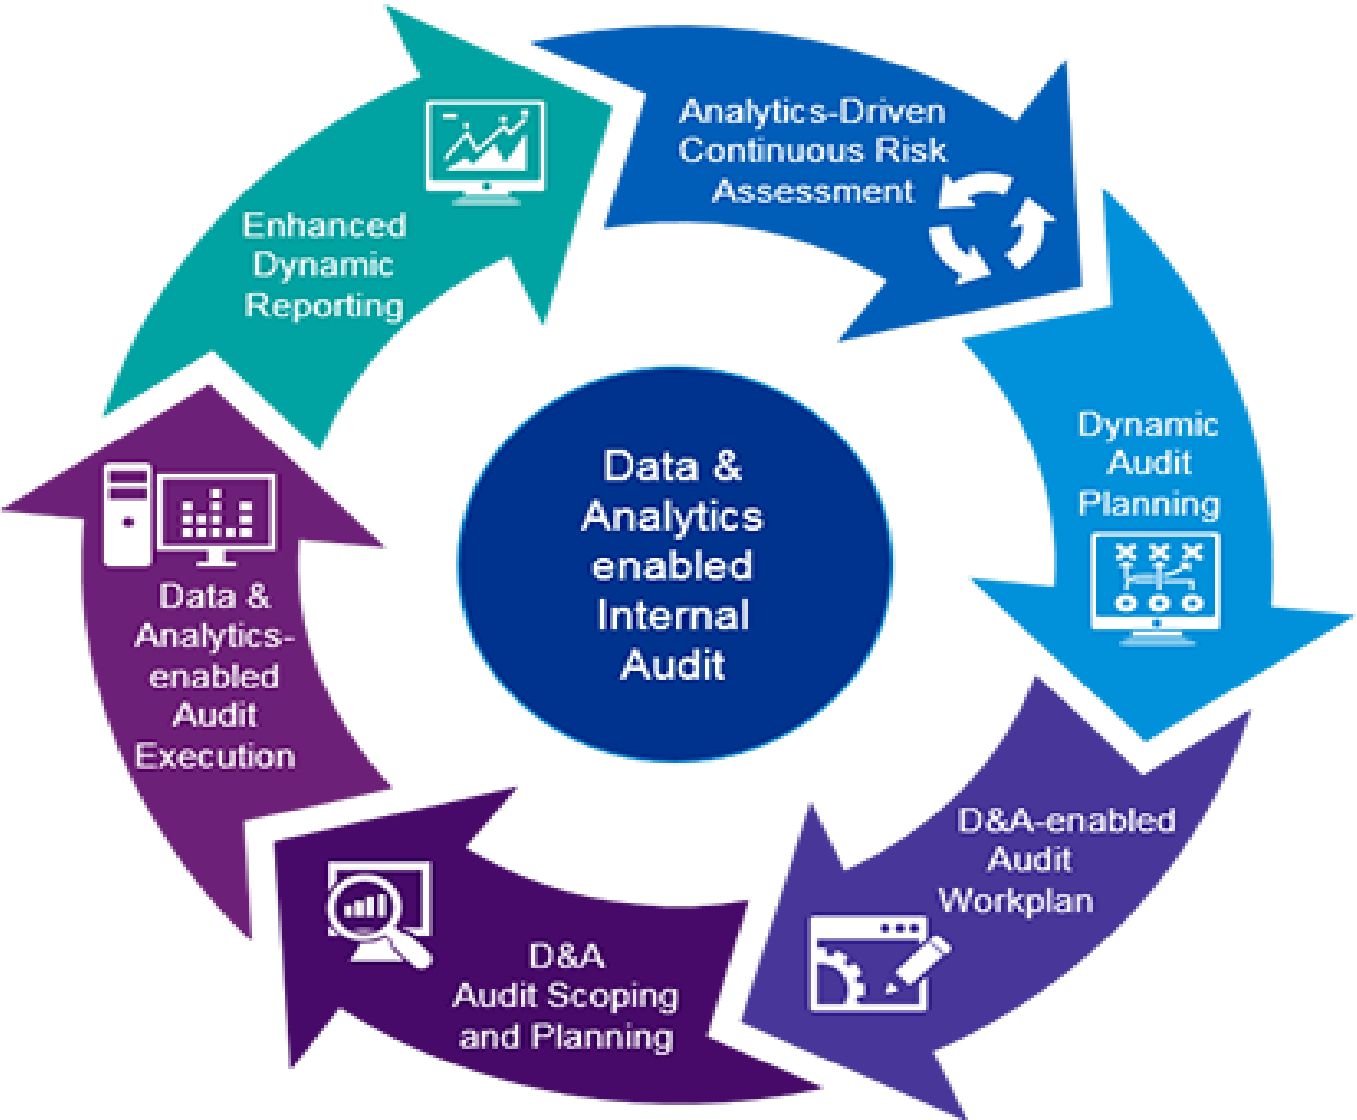 Analytics-Driven
Continuous Risk
Assessment
Dynamic
Audit
Planning
D&A-enabled
Audit
Workplan
D&A
Audit Scoping
and Planning
Data &
Analytics-
enabled
Audit
Execution
Enhanced
Dynamic
Reporting
Data &
Analytics
enabled
Internal
Audit